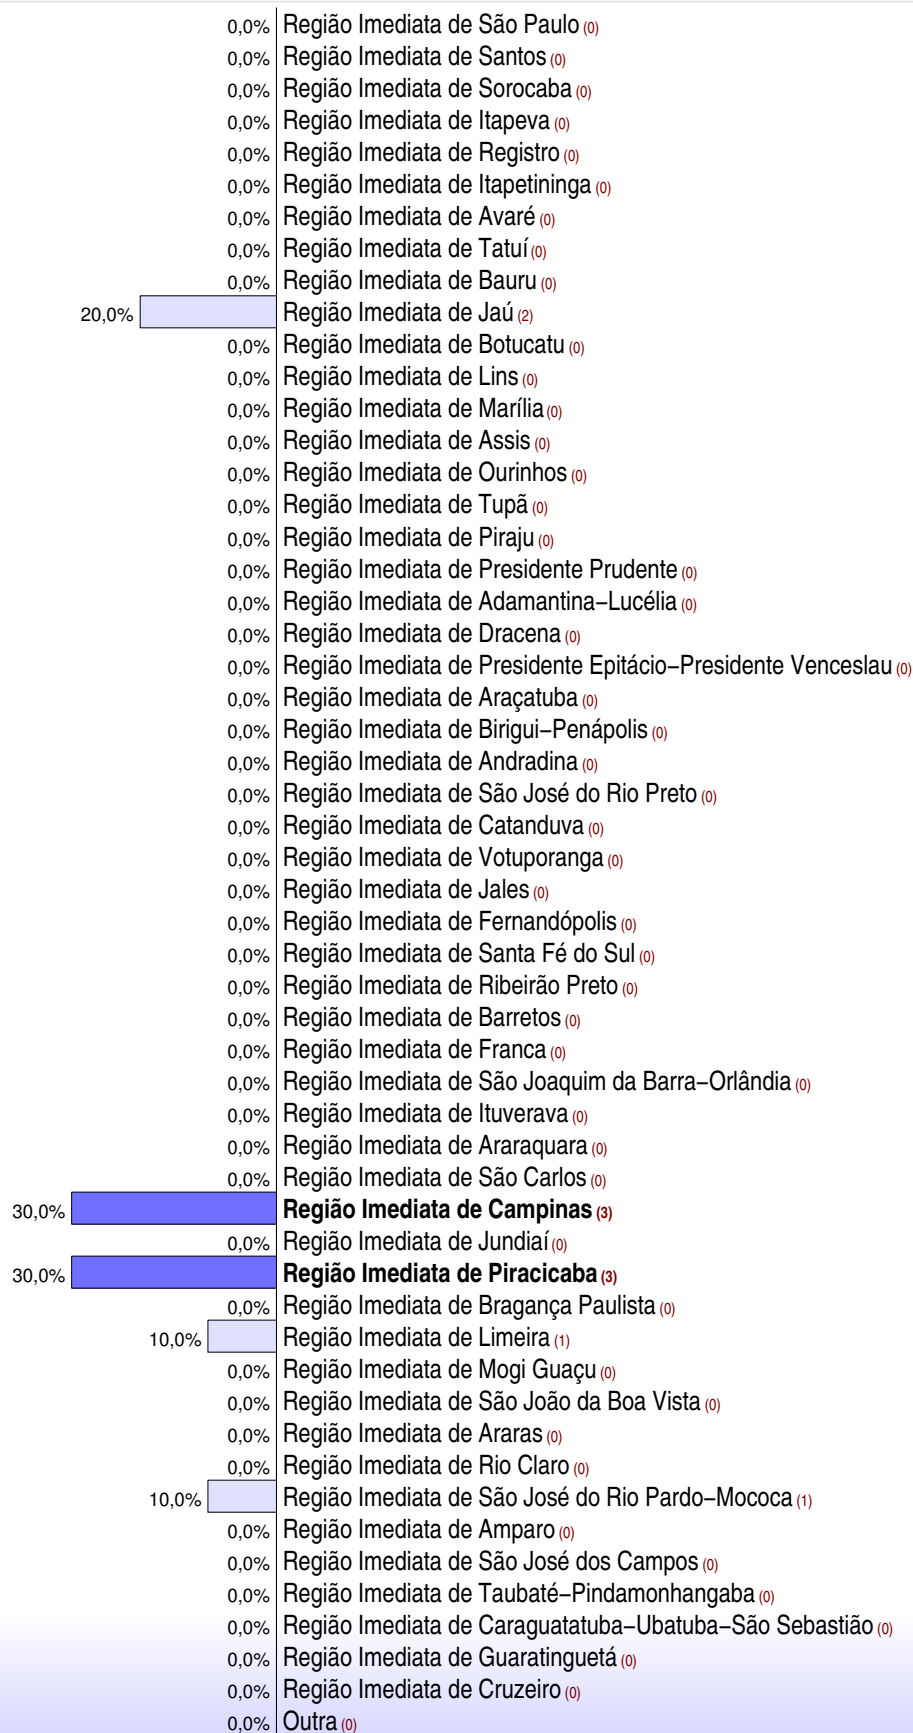 0,0% Região Imediata de São Paulo (0)
0,0% Região Imediata de Santos (0)
0,0% Região Imediata de Sorocaba (0)
0,0% Região Imediata de Itapeva (0)
0,0% Região Imediata de Registro (0)
0,0% Região Imediata de Itapetininga (0)
0,0% Região Imediata de Avaré (0)
0,0% Região Imediata de Tatuí (0)
0,0% Região Imediata de Bauru (0)
20,0% Região Imediata de Jaú (2)
0,0% Região Imediata de Botucatu (0)
0,0% Região Imediata de Lins (0)
0,0% Região Imediata de Marília (0)
0,0% Região Imediata de Assis (0)
0,0% Região Imediata de Ourinhos (0)
0,0% Região Imediata de Tupã (0)
0,0% Região Imediata de Piraju (0)
0,0% Região Imediata de Presidente Prudente (0)
0,0% Região Imediata de Adamantina−Lucélia (0)
0,0% Região Imediata de Dracena (0)
0,0% Região Imediata de Presidente Epitácio−Presidente Venceslau (0)
0,0% Região Imediata de Araçatuba (0)
0,0% Região Imediata de Birigui−Penápolis (0)
0,0% Região Imediata de Andradina (0)
0,0% Região Imediata de São José do Rio Preto (0)
0,0% Região Imediata de Catanduva (0)
0,0% Região Imediata de Votuporanga (0)
0,0% Região Imediata de Jales (0)
0,0% Região Imediata de Fernandópolis (0)
0,0% Região Imediata de Santa Fé do Sul (0)
0,0% Região Imediata de Ribeirão Preto (0)
0,0% Região Imediata de Barretos (0)
0,0% Região Imediata de Franca (0)
0,0% Região Imediata de São Joaquim da Barra−Orlândia (0)
0,0% Região Imediata de Ituverava (0)
0,0% Região Imediata de Araraquara (0)
0,0% Região Imediata de São Carlos (0)
30,0% Região Imediata de Campinas (3)
0,0% Região Imediata de Jundiaí (0)
30,0% Região Imediata de Piracicaba (3)
0,0% Região Imediata de Bragança Paulista (0)
10,0% Região Imediata de Limeira (1)
0,0% Região Imediata de Mogi Guaçu (0)
0,0% Região Imediata de São João da Boa Vista (0)
0,0% Região Imediata de Araras (0)
0,0% Região Imediata de Rio Claro (0)
10,0% Região Imediata de São José do Rio Pardo−Mococa (1)
0,0% Região Imediata de Amparo (0)
0,0% Região Imediata de São José dos Campos (0)
0,0% Região Imediata de Taubaté−Pindamonhangaba (0)
0,0% Região Imediata de Caraguatatuba−Ubatuba−São Sebastião (0)
0,0% Região Imediata de Guaratinguetá (0)
0,0% Região Imediata de Cruzeiro (0)
0,0% Outra (0)